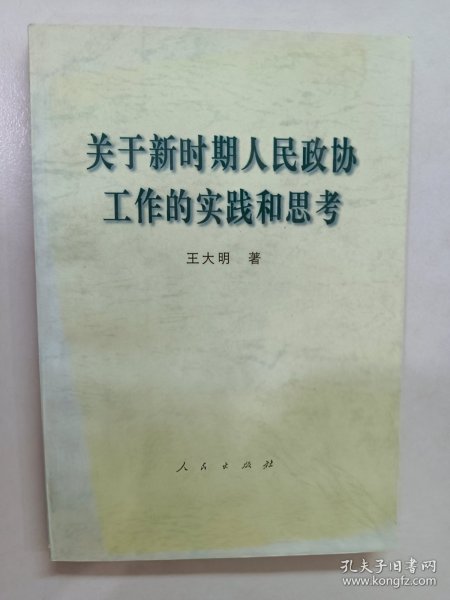 关于新时期人民政协
工作的实践和思考
王大明 著
人民出版社
孔夫子旧书网
www.kongfz.com